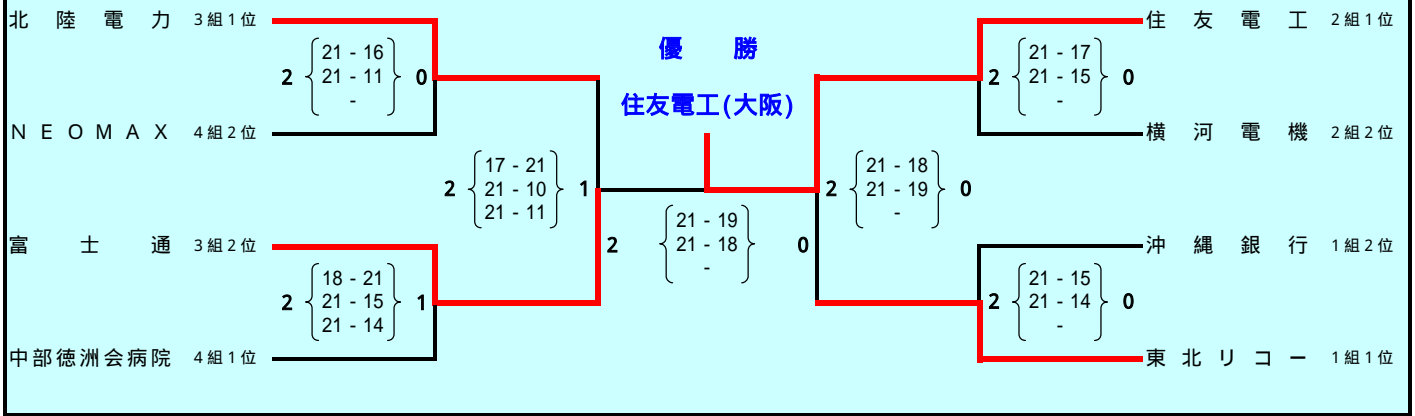 北陸電力 3組1位
2 21 - 16 0
21 - 11
-
ＮＥＯＭＡＸ 4組2位
2 17 - 21 1
21 - 10
21 - 11
富士通 3組2位
2 18 - 21 1
21 - 15
21 - 14
中部徳洲会病院 4組1位
優勝
住友電工(大阪)
2 21 - 19 0
21 - 18
-
住友電工 2組1位
2 21 - 17 0
21 - 15
-
横河電機 2組2位
2 21 - 18 0
21 - 19
-
沖縄銀行 1組2位
2 21 - 15 0
21 - 14
-
東北リコー 1組1位